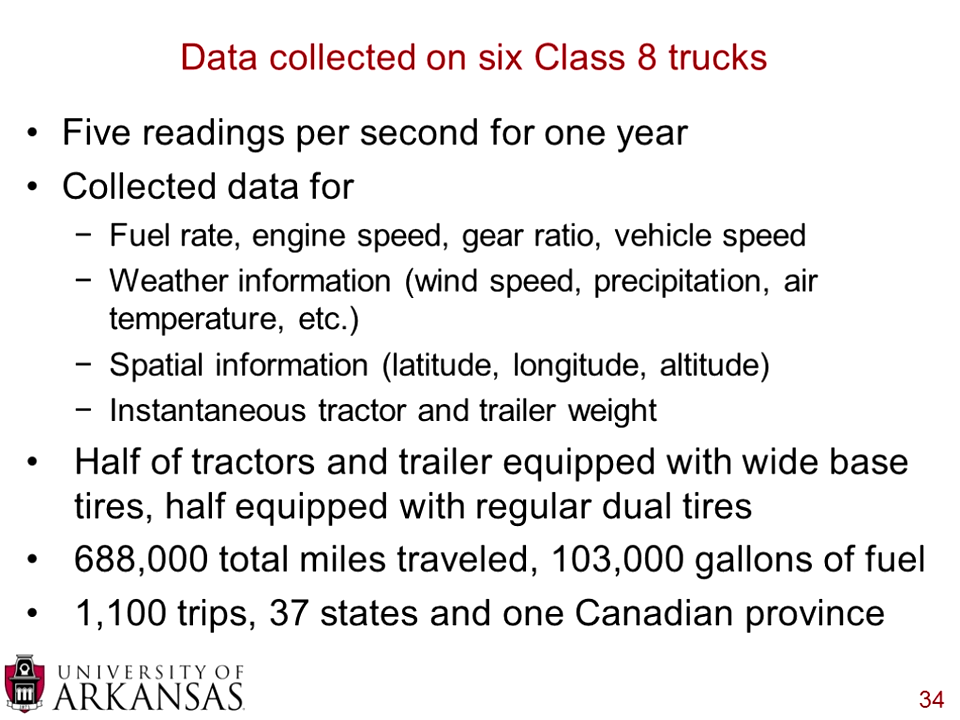 Data collected on six Class 8 trucks
• Five readings per second for one year
• Collected data for
− Fuel rate, engine speed, gear ratio, vehicle speed
− Weather information (wind speed, precipitation, air
temperature, etc.)
− Spatial information (latitude, longitude, altitude)
− Instantaneous tractor and trailer weight
• Half of tractors and trailer equipped with wide base
tires, half equipped with regular dual tires
• 688,000 total miles traveled, 103,000 gallons of fuel
• 1,100 trips, 37 states and one Canadian province
UNIVERSITY OF
ARKANSAS
34